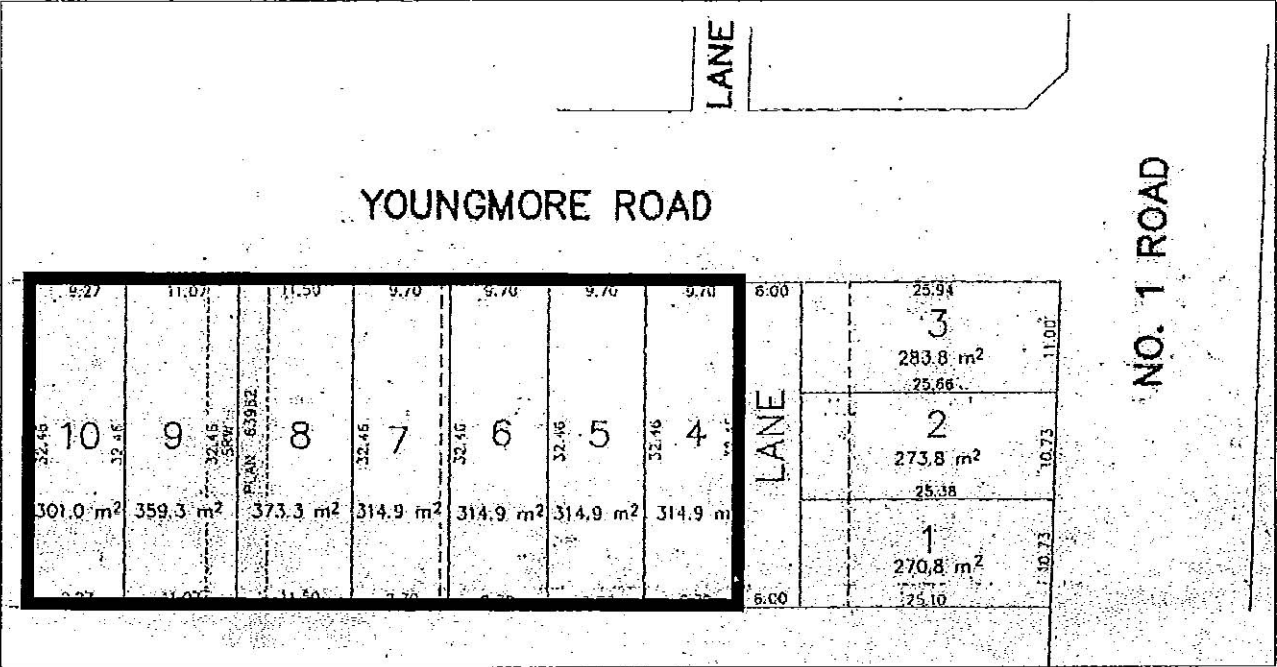 LANE
YOUNGMORE ROAD
NO. 1 ROAD
9.27 11.07 11.50 9.70 9.70 9.70 9.70 6.00 25.94
3
11.00
283.8 m²
25.66
32.46 10 32.46 9 32.46 SRW PLAN 63952 8 32.46 7 32.46 6 32.46 5 32.46 4 LANE
2
10.73
273.8 m²
25.38
301.0 m² 359.3 m² 373.3 m² 314.9 m² 314.9 m² 314.9 m² 314.9 m
1
10.73
270.8 m²
11.50 6.00 25.10